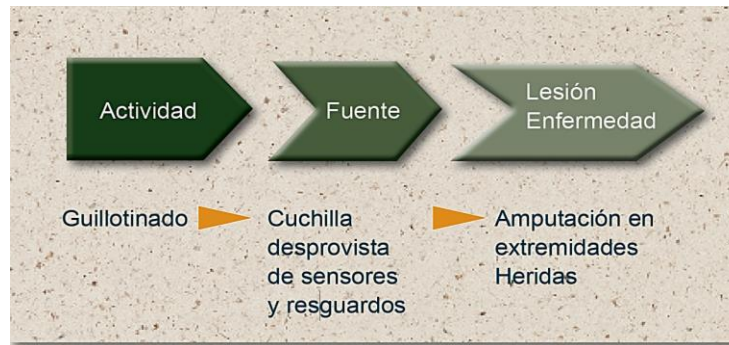 Actividad
Fuente
Lesión
Enfermedad
Guillotinado
Cuchilla
desprovista
de sensores
y resguardos
Amputación en
extremidades
Heridas